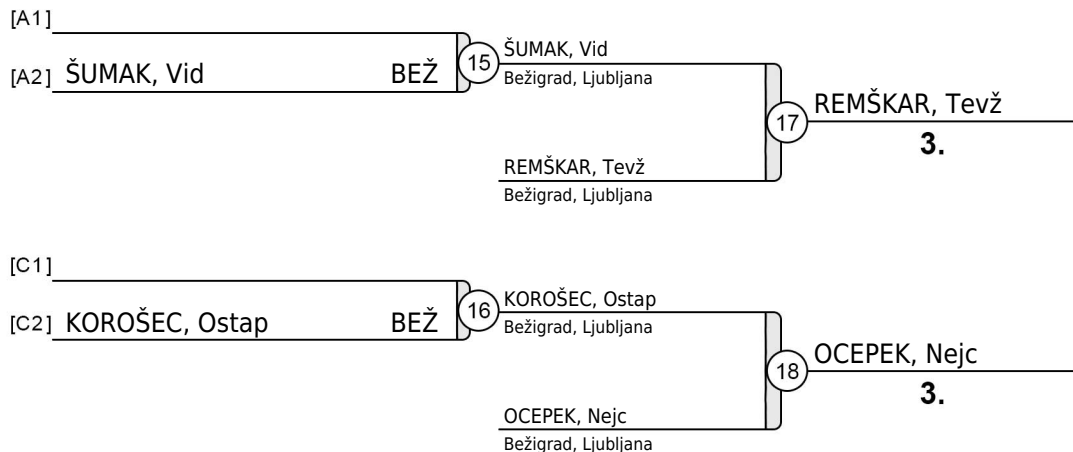 [A1]
[A2] ŠUMAK, Vid BEŽ
15
ŠUMAK, Vid
Bežigrad, Ljubljana
17
REMŠKAR, Tevž
3.
REMŠKAR, Tevž
Bežigrad, Ljubljana
[C1]
[C2] KOROŠEC, Ostap BEŽ
16
KOROŠEC, Ostap
Bežigrad, Ljubljana
18
OCEPEK, Nejc
3.
OCEPEK, Nejc
Bežigrad, Ljubljana